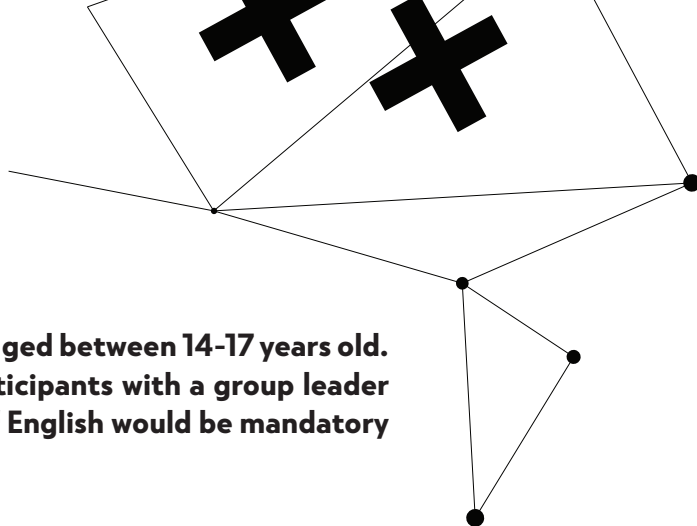 ged between 14-17 years old.
ticipants with a group leader
English would be mandatory